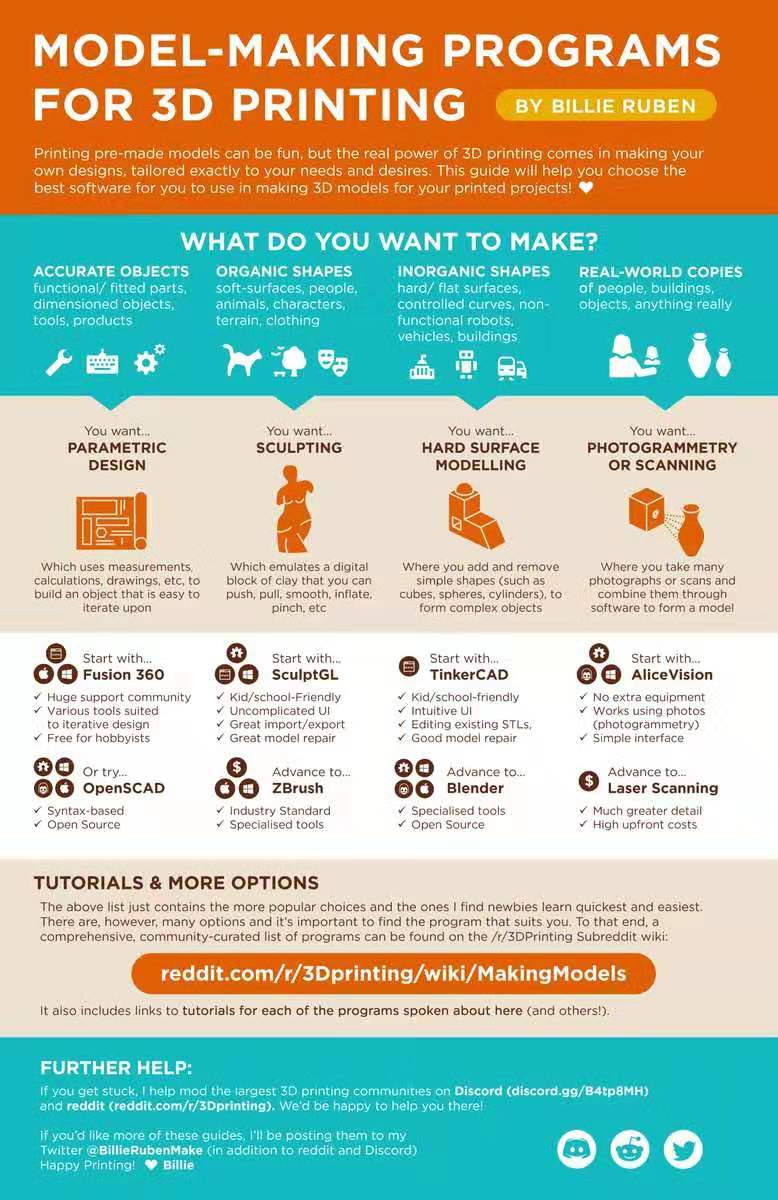 MODEL-MAKING PROGRAMS
FOR 3D PRINTING
BY BILLIE RUBEN
Printing pre-made models can be fun, but the real power of 3D printing comes in making your
own designs, tailored exactly to your needs and desires. This guide will help you choose the
best software for you to use in making 3D models for your printed projects! ♥
WHAT DO YOU WANT TO MAKE?
ACCURATE OBJECTS
functional/ fitted parts,
dimensioned objects,
tools, products
ORGANIC SHAPES
soft-surfaces, people,
animals, characters,
terrain, clothing
INORGANIC SHAPES
hard/ flat surfaces,
controlled curves, non-
functional robots,
vehicles, buildings
REAL-WORLD COPIES
of people, buildings,
objects, anything really
You want...
PARAMETRIC
DESIGN
Which uses measurements,
calculations, drawings, etc, to
build an object that is easy to
iterate upon
You want...
SCULPTING
Which emulates a digital
block of clay that you can
push, pull, smooth, inflate,
pinch, etc
You want...
HARD SURFACE
MODELLING
Where you add and remove
simple shapes (such as
cubes, spheres, cylinders), to
form complex objects
You want...
PHOTOGRAMMETRY
OR SCANNING
Where you take many
photographs or scans and
combine them through
software to form a model
Start with...
Fusion 360
✓ Huge support community
✓ Various tools suited
to iterative design
✓ Free for hobbyists
Start with...
SculptGL
✓ Kid/school-Friendly
✓ Uncomplicated UI
✓ Great import/export
✓ Great model repair
Start with...
TinkerCAD
✓ Kid/school-friendly
✓ Intuitive UI
✓ Editing existing STLs,
✓ Good model repair
Start with...
AliceVision
✓ No extra equipment
✓ Works using photos
(photogrammetry)
✓ Simple interface
Or try...
OpenSCAD
✓ Syntax-based
✓ Open Source
$
Advance to...
ZBrush
✓ Industry Standard
✓ Specialised tools
Advance to...
Blender
✓ Specialised tools
✓ Open Source
$
Advance to...
Laser Scanning
✓ Much greater detail
✓ High upfront costs
TUTORIALS & MORE OPTIONS
The above list just contains the more popular choices and the ones I find newbies learn quickest and easiest.
There are, however, many options and it's important to find the program that suits you. To that end, a
comprehensive, community-curated list of programs can be found on the /r/3DPrinting Subreddit wiki:
reddit.com/r/3Dprinting/wiki/MakingModels
It also includes links to tutorials for each of the programs spoken about here (and others!).
FURTHER HELP:
If you get stuck, I help mod the largest 3D printing communities on Discord (discord.gg/B4tp8MH)
and reddit (reddit.com/r/3Dprinting). We'd be happy to help you there!
If you'd like more of these guides, I'll be posting them to my
Twitter @BillieRubenMake (in addition to reddit and Discord)
Happy Printing! ♥ Billie